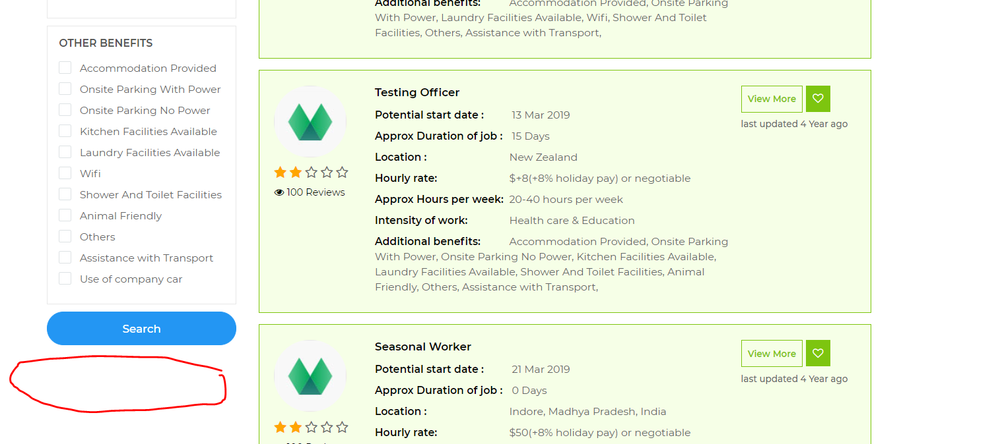 OTHER BENEFITS
Accommodation Provided
Onsite Parking With Power
Onsite Parking No Power
Kitchen Facilities Available
Laundry Facilities Available
Wifi
Shower And Toilet Facilities
Animal Friendly
Others
Assistance with Transport
Use of company car
Search
Additional benefits: Accommodation Provided, Onsite Parking
With Power, Laundry Facilities Available, Wifi, Shower And Toilet
Facilities, Others, Assistance with Transport,
Testing Officer
Potential start date : 13 Mar 2019
Approx Duration of job : 15 Days
Location : New Zealand
Hourly rate: $+8(+8% holiday pay) or negotiable
Approx Hours per week: 20-40 hours per week
Intensity of work: Health care & Education
Additional benefits: Accommodation Provided, Onsite Parking
With Power, Onsite Parking No Power, Kitchen Facilities Available,
Laundry Facilities Available, Shower And Toilet Facilities, Animal
Friendly, Others, Assistance with Transport,
100 Reviews
View More
last updated 4 Year ago
Seasonal Worker
Potential start date : 21 Mar 2019
Approx Duration of job : 0 Days
Location : Indore, Madhya Pradesh, India
Hourly rate: $50(+8% holiday pay) or negotiable
View More
last updated 4 Year ago